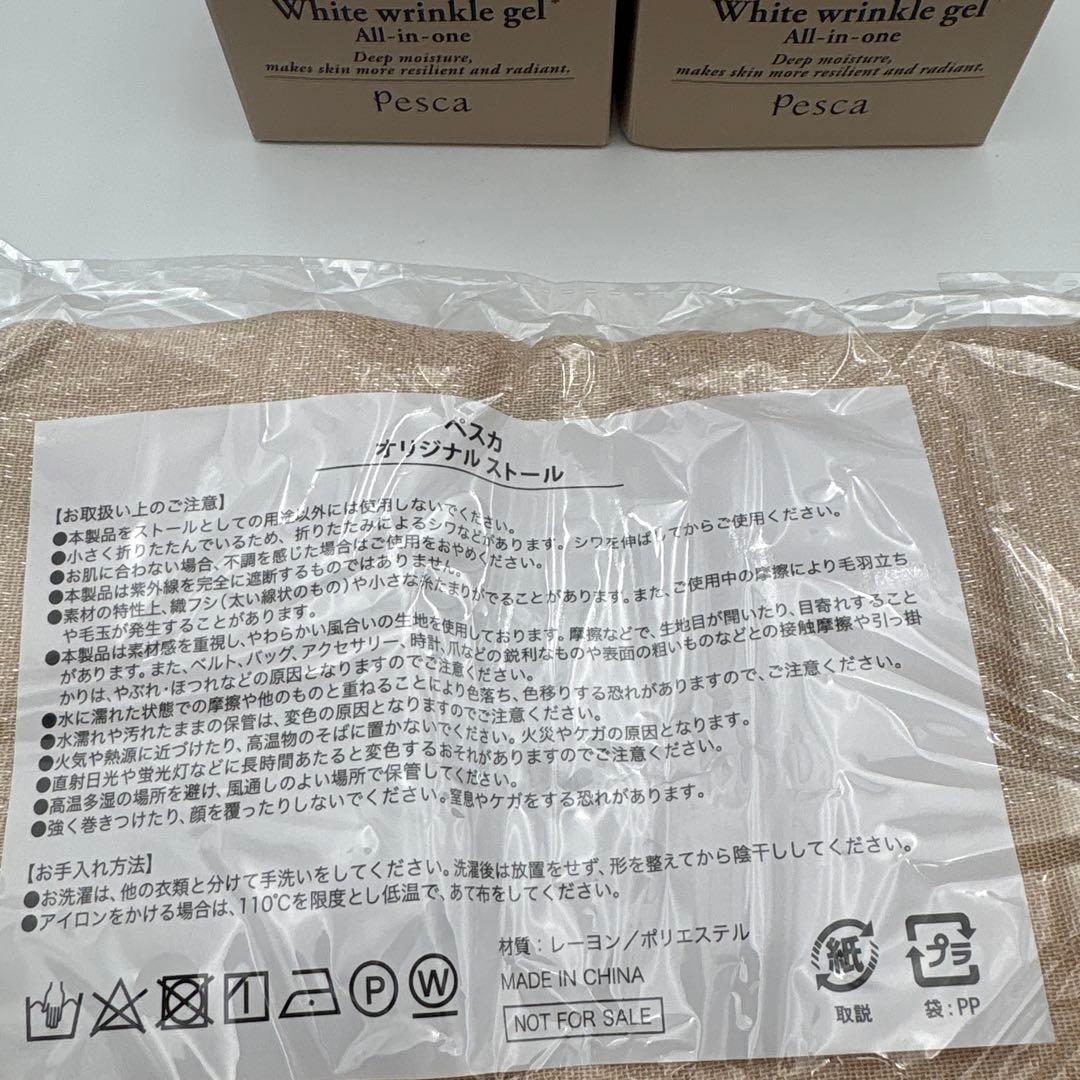 White wrinkle gel*
All-in-one
Deep moisture,
makes skin more resilient and radiant.
Pesca
White wrinkle gel
All-in-one
Deep moisture,
makes skin more resilient and radiant.
Pesca
ペスカ
オリジナルストール
【お取扱い上のご注意】
●本製品をストールとしての用途以外には使用しないでください。
●小さく折りたたんでいるため、折りたたみによるシワなどがあります。シワを伸ばしてからご使用ください。
●お肌に合わない場合、不調を感じた場合はご使用をおやめください。
●本製品は紫外線を完全に遮断するものではありません。
●素材の特性上、織フシ(太い線状のもの)や小さな糸たまりがでることがあります。また、ご使用中の摩擦により毛羽立ち
や毛玉が発生することがあります。
●本製品は素材感を重視し、やわらかい風合いの生地を使用しております。摩擦などで、生地目が開いたり、目寄れすること
があります。また、ベルト、バッグ、アクセサリー、時計、爪などの鋭利なものや表面の粗いものなどとの接触摩擦や引っ掛
かりは、やぶれ・ほつれなどの原因となりますのでご注意ください。
●水に濡れた状態での摩擦や他のものと重ねることにより色落ち、色移りする恐れがありますので、ご注意ください。
●水濡れや汚れたままの保管は、変色の原因となりますのでご注意ください。
●火気や熱源に近づけたり、高温物のそばに置かないでください。火災やケガの原因となります。
●直射日光や蛍光灯などに長時間あたると変色するおそれがありますのでご注意ください。
●高温多湿の場所を避け、風通しのよい場所で保管してください。
●強く巻きつけたり、顔を覆ったりしないでください。窒息やケガをする恐れがあります。
【お手入れ方法】
●お洗濯は、他の衣類と分けて手洗いをしてください。洗濯後は放置をせず、形を整えてから陰干ししてください。
●アイロンをかける場合は、110℃を限度とし低温で、あて布をしてください。
材質：レーヨン／ポリエステル
MADE IN CHINA
NOT FOR SALE
P
W
紙
取説
プラ
袋：PP